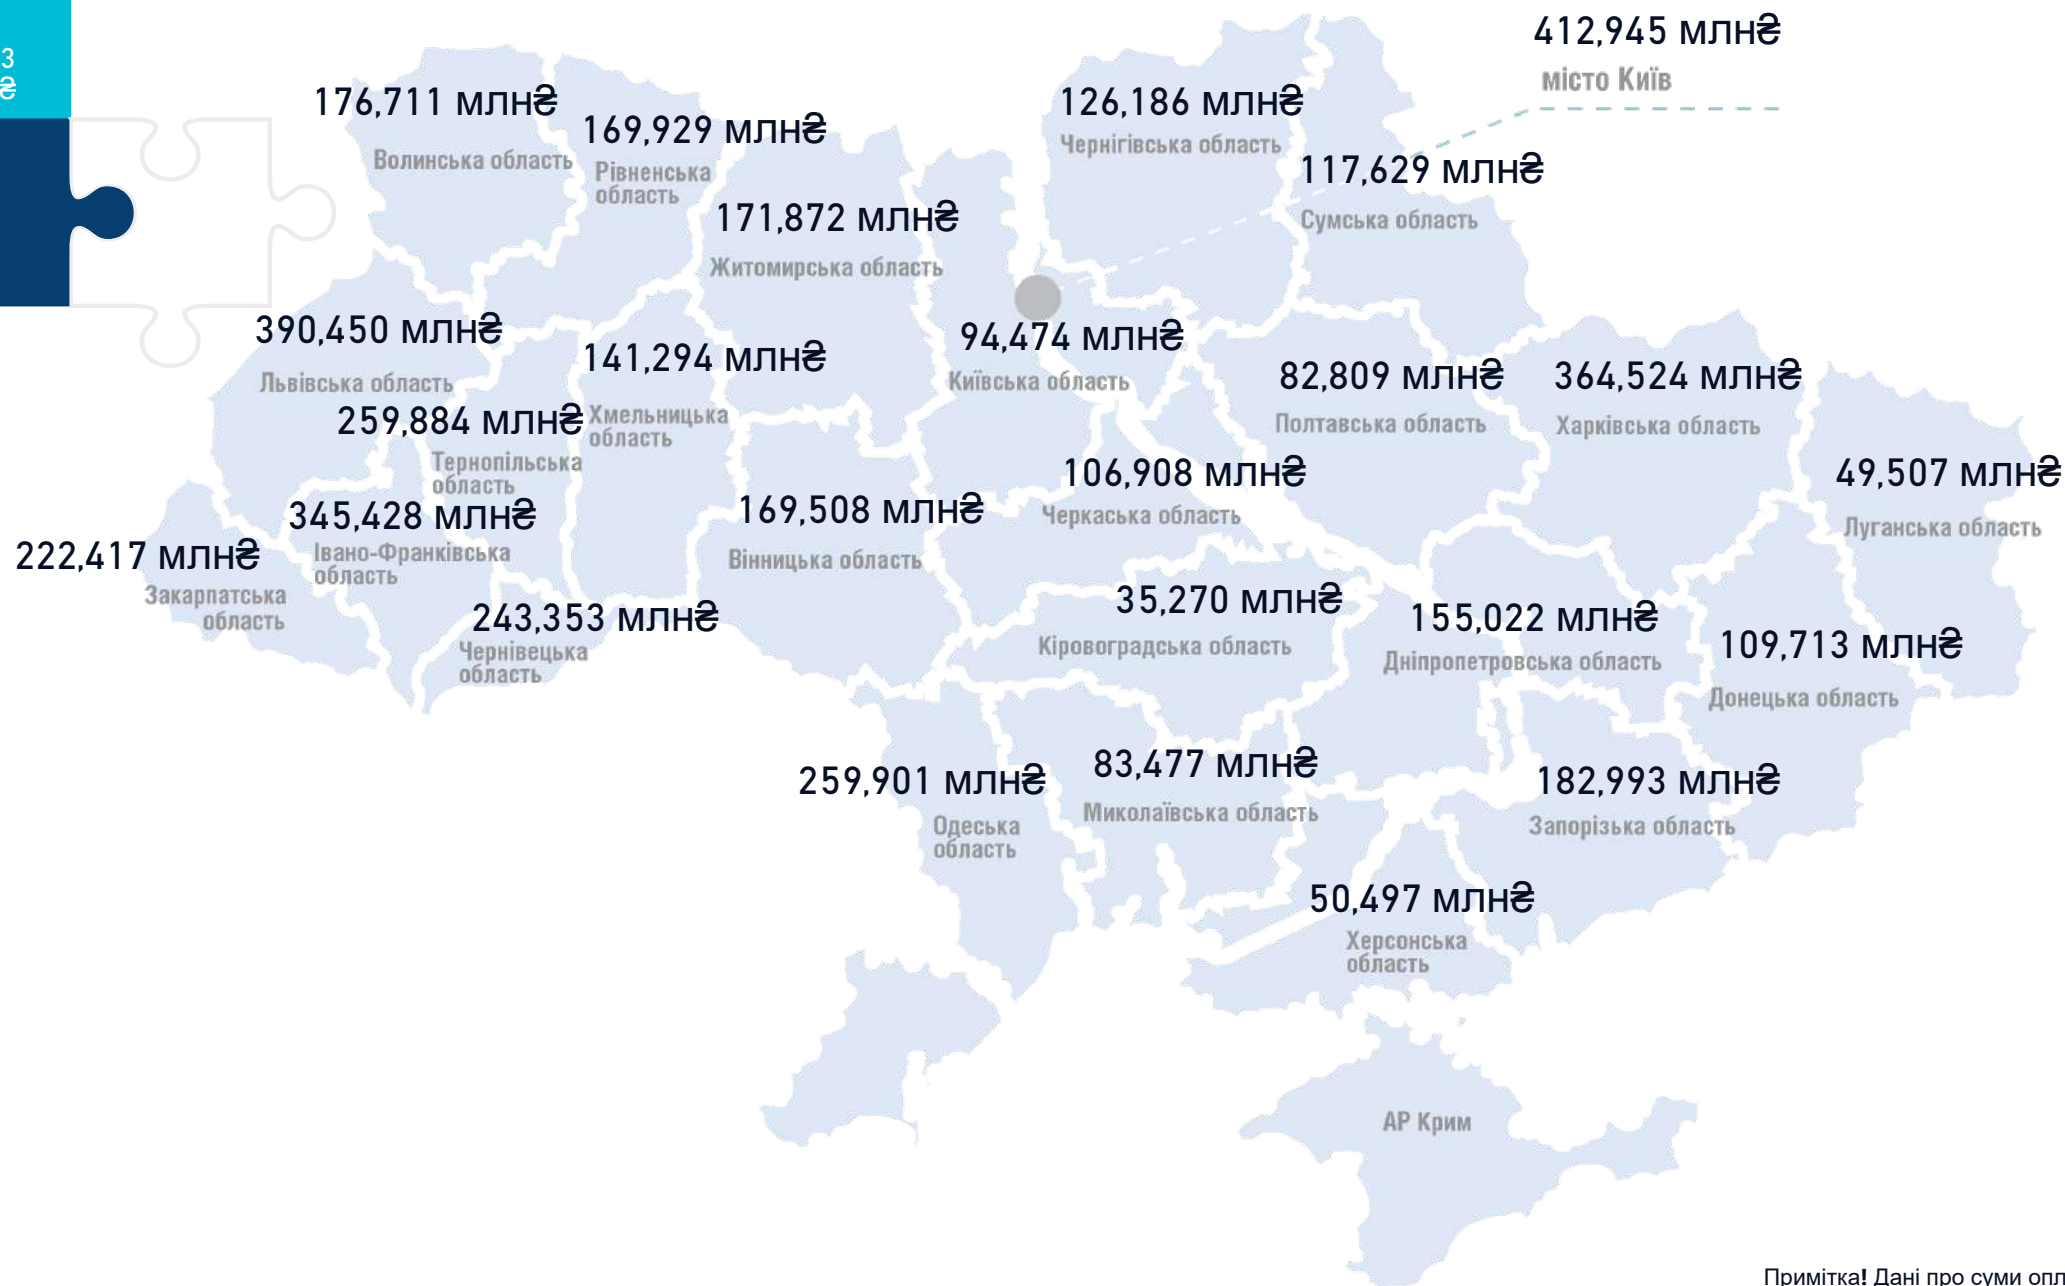 3
₴
412,945 млн₴
місто Київ
176,711 млн₴
Волинська область
169,929 млн₴
Рівненська
область
126,186 млн₴
Чернігівська область
117,629 млн₴
Сумська область
171,872 млн₴
Житомирська область
390,450 млн₴
Львівська область
141,294 млн₴
Хмельницька
область
94,474 млн₴
Київська область
82,809 млн₴
Полтавська область
364,524 млн₴
Харківська область
259,884 млн₴
Тернопільська
область
106,908 млн₴
Черкаська область
49,507 млн₴
Луганська область
345,428 млн₴
Івано-Франківська
область
169,508 млн₴
Вінницька область
222,417 млн₴
Закарпатська
область
243,353 млн₴
Чернівецька
область
35,270 млн₴
Кіровоградська область
155,022 млн₴
Дніпропетровська область
109,713 млн₴
Донецька область
259,901 млн₴
Одеська
область
83,477 млн₴
Миколаївська область
182,993 млн₴
Запорізька область
50,497 млн₴
Херсонська
область
АР Крим
Примітка! Дані про суми опл